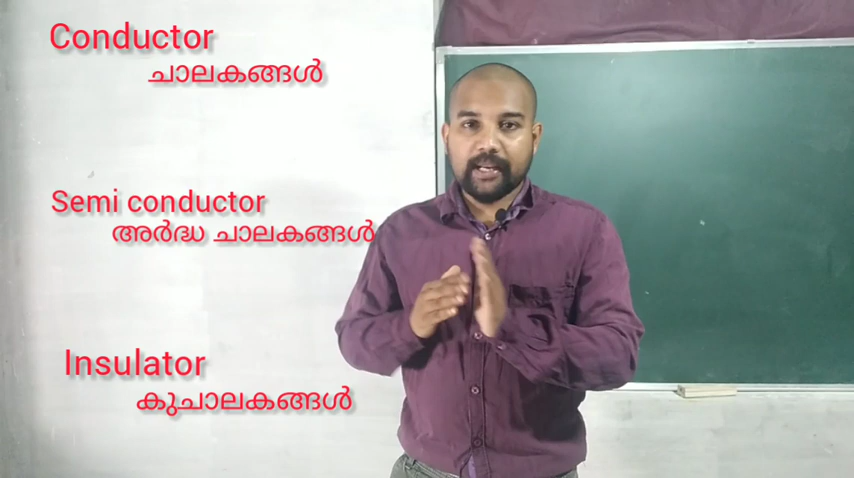 Conductor
ചാലകങ്ങൾ
Semi conductor
അർദ്ധ ചാലകങ്ങൾ
Insulator
കുചാലകങ്ങൾ